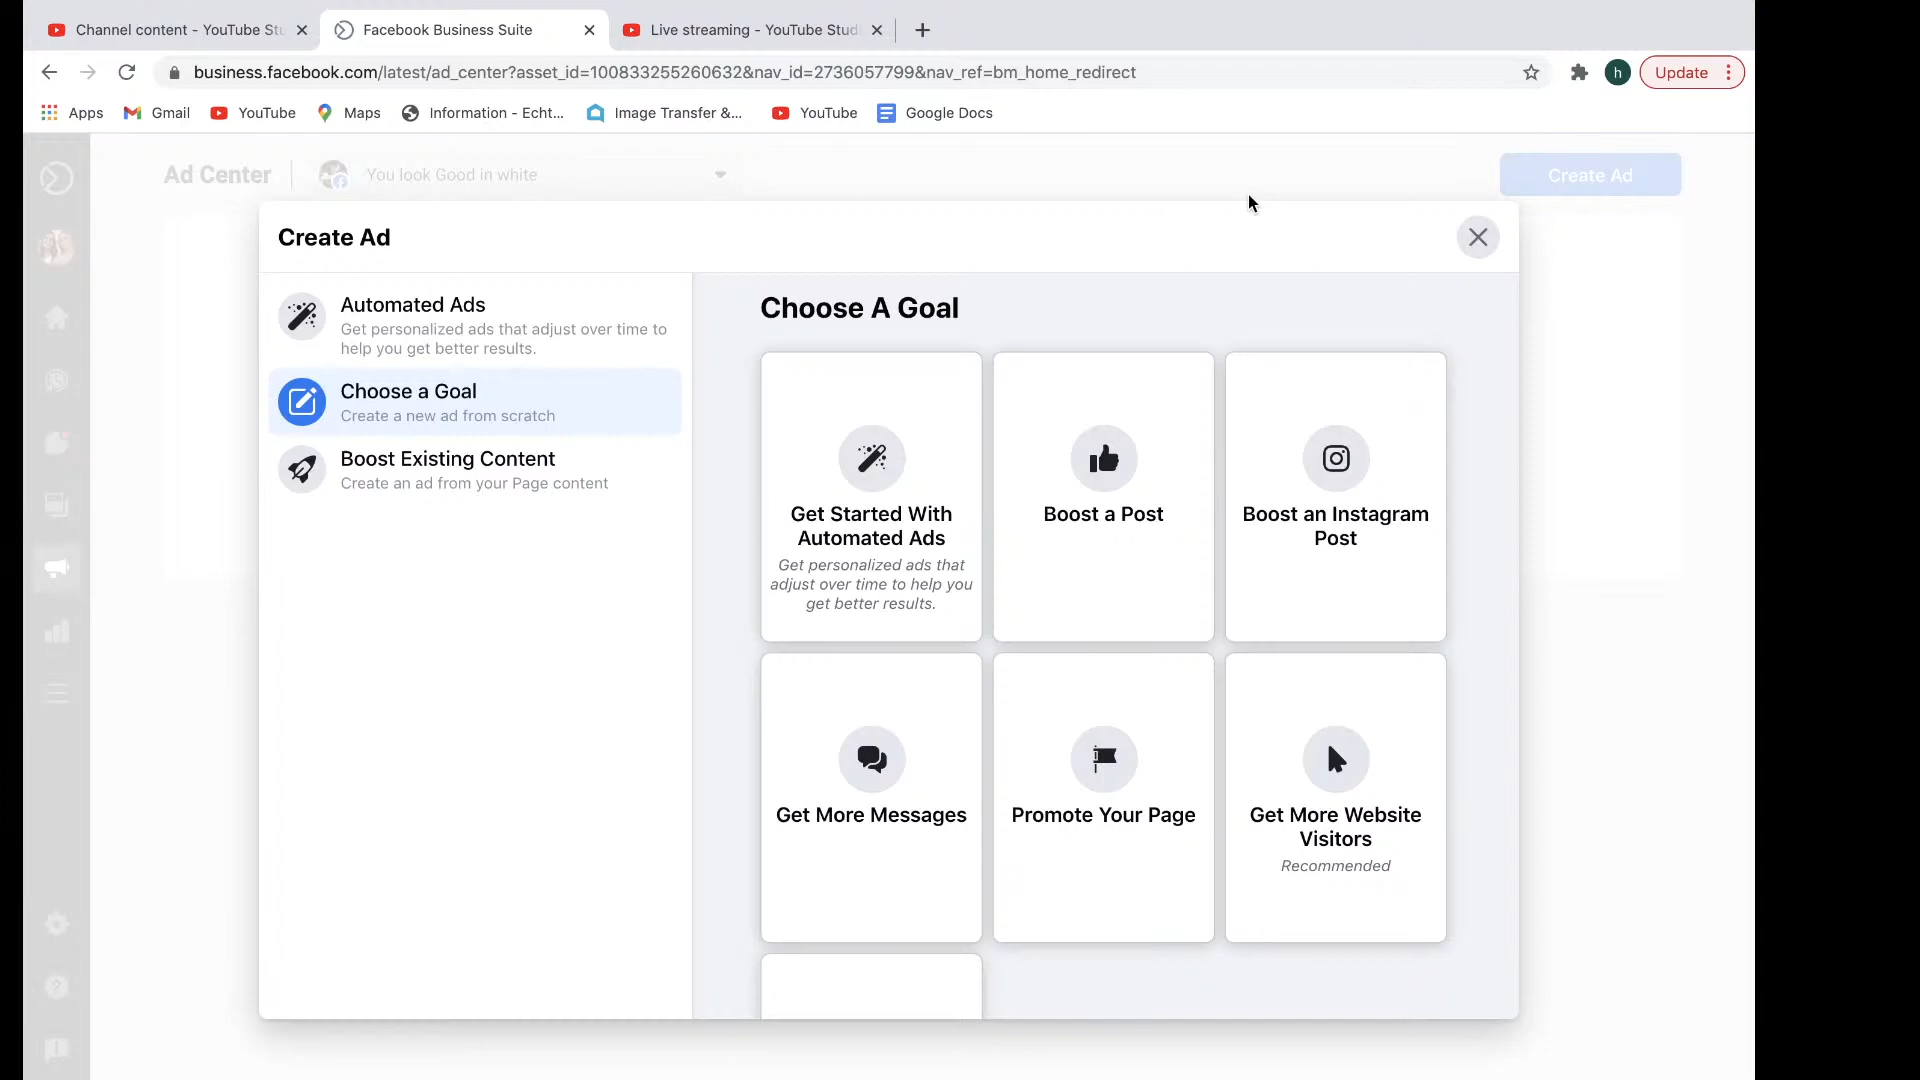 Channel content - YouTube Stu
Facebook Business Suite
Live streaming - YouTube Stud
business.facebook.com/latest/ad_center?asset_id=100833255260632&nav_id=2736057799&nav_ref=bm_home_redirect
h
Update
Apps
Gmail
YouTube
Maps
Information - Echt...
Image Transfer &...
YouTube
Google Docs
Ad Center
You look Good in white
Create Ad
Create Ad
Automated Ads
Get personalized ads that adjust over time to
help you get better results.
Choose a Goal
Create a new ad from scratch
Boost Existing Content
Create an ad from your Page content
Choose A Goal
Get Started With
Automated Ads
Get personalized ads that
adjust over time to help you
get better results.
Boost a Post
Boost an Instagram
Post
Get More Messages
Promote Your Page
Get More Website
Visitors
Recommended